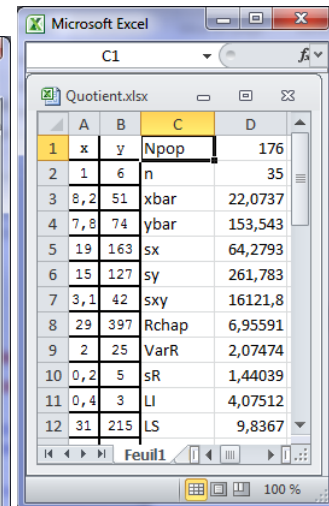 Microsoft Excel
C1 fx
Quotient.xlsx
A B C D
1 x y Npop 176
2 1 6 n 35
3 8,2 51 xbar 22,0737
4 7,8 74 ybar 153,543
5 19 163 sx 64,2793
6 15 127 sy 261,783
7 3,1 42 sxy 16121,8
8 29 397 Rchap 6,95591
9 2 25 VarR 2,07474
10 0,2 5 sR 1,44039
11 0,4 3 LI 4,07512
12 31 215 LS 9,8367
Feuil1
100 %